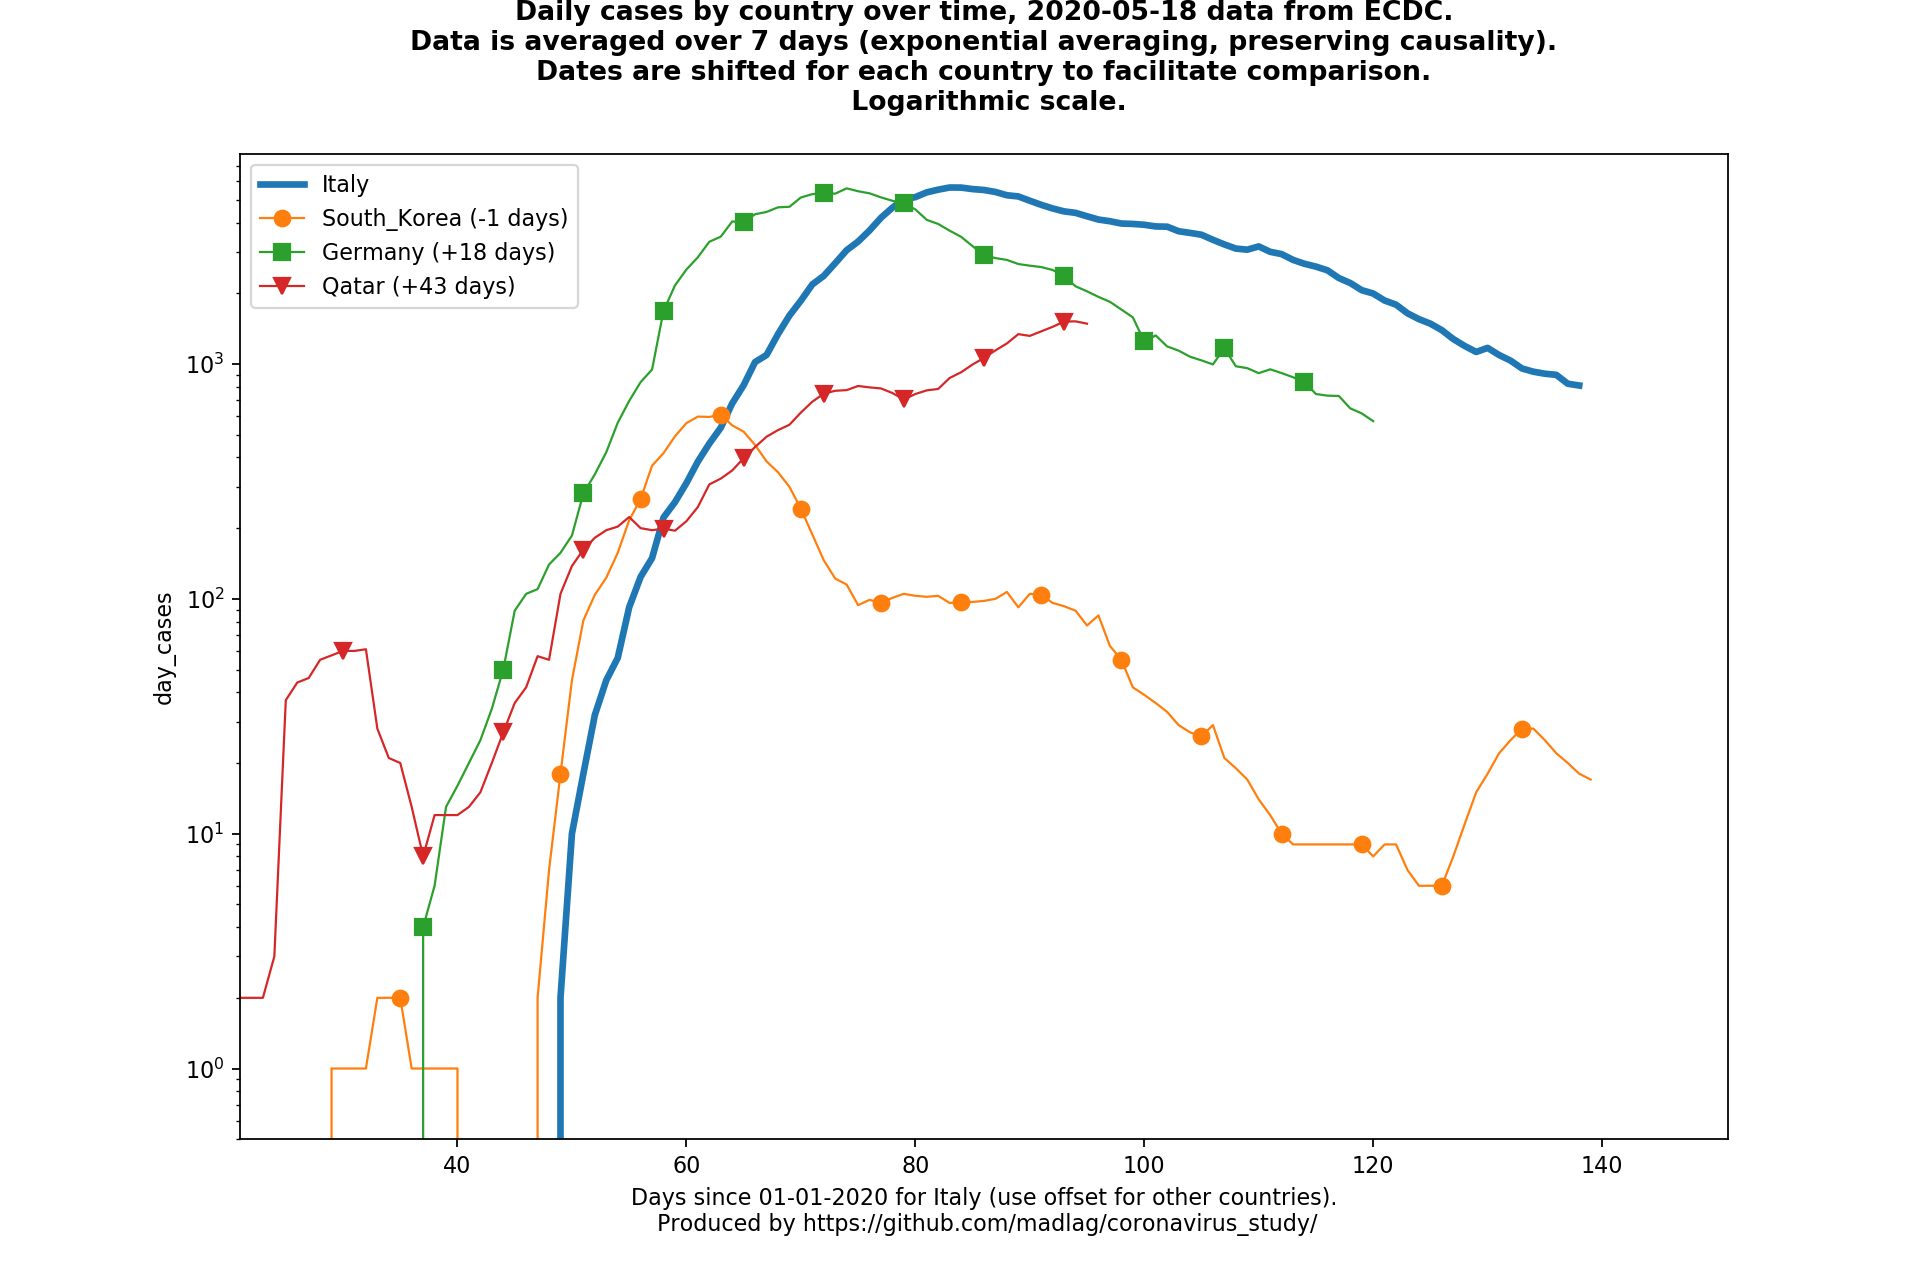 Daily cases by country over time, 2020-05-18 data from ECDC.
Data is averaged over 7 days (exponential averaging, preserving causality).
Dates are shifted for each country to facilitate comparison.
Logarithmic scale.
Italy
South_Korea (-1 days)
Germany (+18 days)
Qatar (+43 days)
10³
10²
10¹
10⁰
day_cases
40 60 80 100 120 140
Days since 01-01-2020 for Italy (use offset for other countries).
Produced by https://github.com/madlag/coronavirus_study/